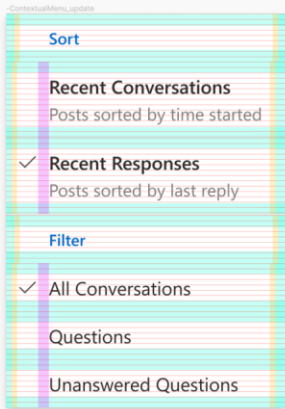 -ContextualMenu_update
Sort
Recent Conversations
Posts sorted by time started
Recent Responses
Posts sorted by last reply
Filter
All Conversations
Questions
Unanswered Questions